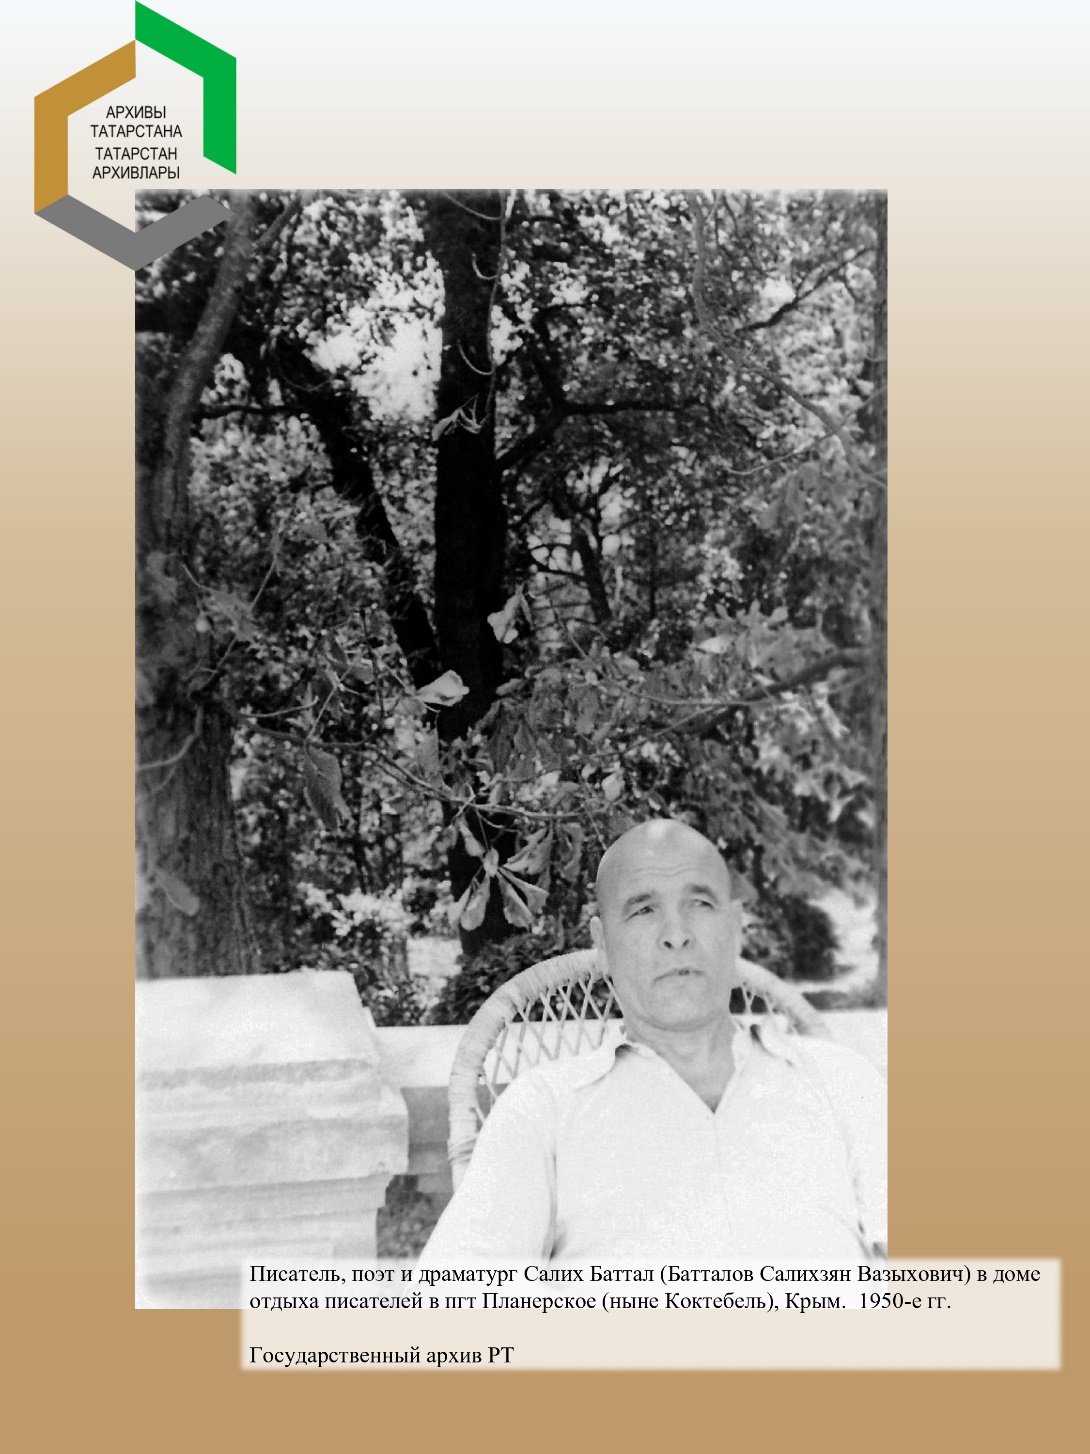 АРХИВЫ
ТАТАРСТАНА
ТАТАРСТАН
АРХИВЛАРЫ
Писатель, поэт и драматург Салих Баттал (Батталов Салихзян Вазыхович) в доме
отдыха писателей в пгт Планерское (ныне Коктебель), Крым.  1950-е гг.
Государственный архив РТ